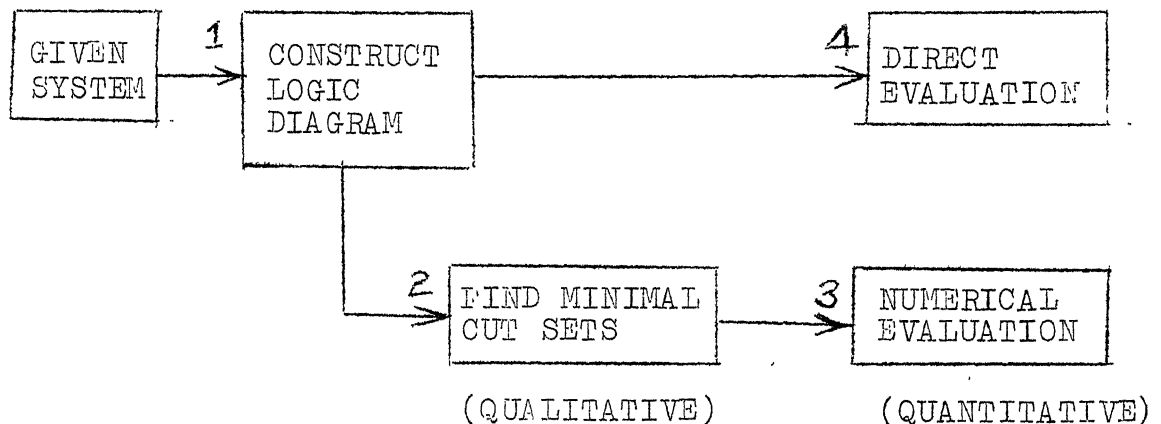 1
GIVEN
SYSTEM
CONSTRUCT
LOGIC
DIAGRAM
4
DIRECT
EVALUATION
2
FIND MINIMAL
CUT SETS
(QUALITATIVE)
3
NUMERICAL
EVALUATION
(QUANTITATIVE)